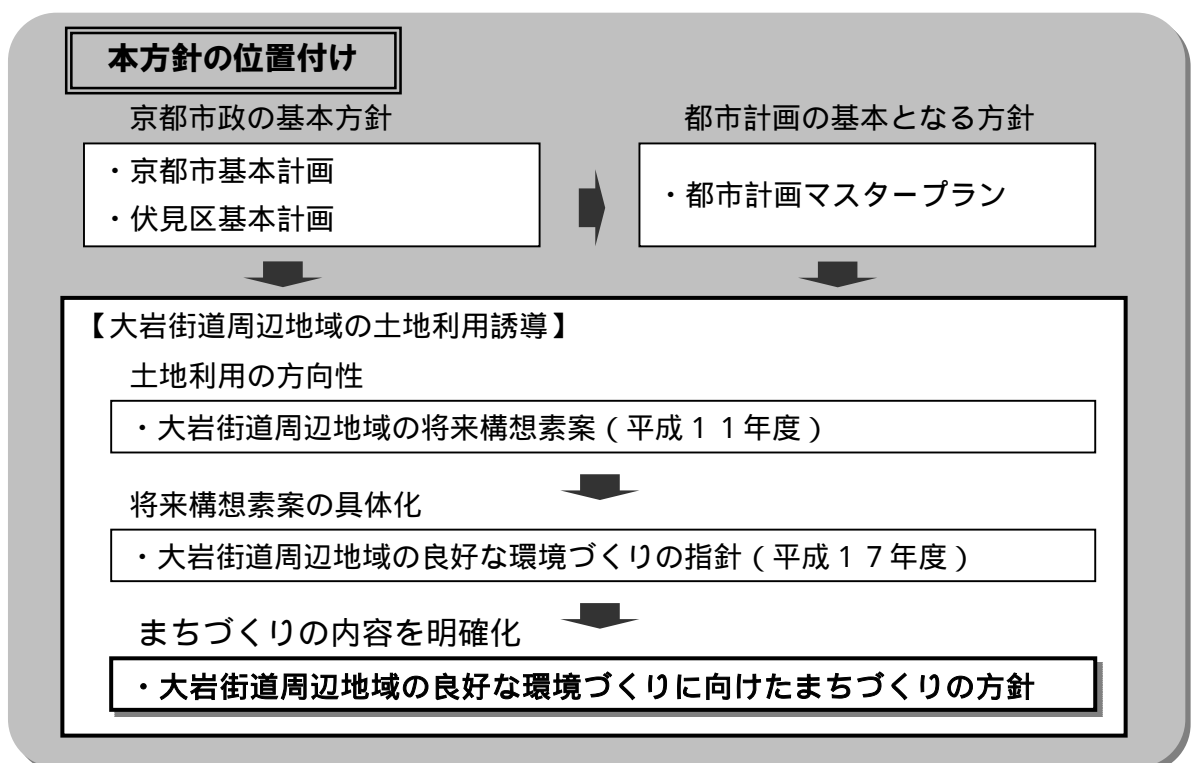 本方針の位置付け
京都市政の基本方針
・京都市基本計画
・伏見区基本計画
都市計画の基本となる方針
・都市計画マスタープラン
【大岩街道周辺地域の土地利用誘導】
土地利用の方向性
・大岩街道周辺地域の将来構想素案（平成１１年度）
将来構想素案の具体化
・大岩街道周辺地域の良好な環境づくりの指針（平成１７年度）
まちづくりの内容を明確化
・大岩街道周辺地域の良好な環境づくりに向けたまちづくりの方針